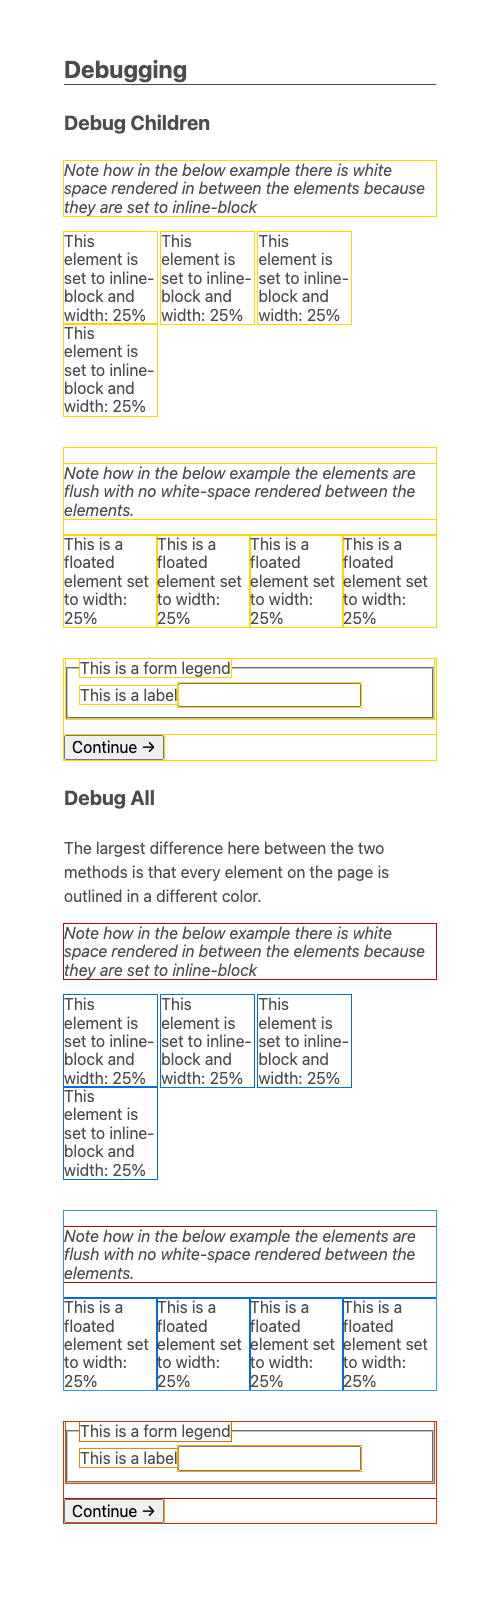 Debugging
Debug Children
Note how in the below example there is white
space rendered in between the elements because
they are set to inline-block
This
element is
set to inline-
block and
width: 25%
This
element is
set to inline-
block and
width: 25%
This
element is
set to inline-
block and
width: 25%
This
element is
set to inline-
block and
width: 25%
Note how in the below example the elements are
flush with no white-space rendered between the
elements.
This is a
floated
element set
to width:
25%
This is a
floated
element set
to width:
25%
This is a
floated
element set
to width:
25%
This is a
floated
element set
to width:
25%
This is a form legend
This is a label
Continue →
Debug All
The largest difference here between the two
methods is that every element on the page is
outlined in a different color.
Note how in the below example there is white
space rendered in between the elements because
they are set to inline-block
This
element is
set to inline-
block and
width: 25%
This
element is
set to inline-
block and
width: 25%
This
element is
set to inline-
block and
width: 25%
This
element is
set to inline-
block and
width: 25%
Note how in the below example the elements are
flush with no white-space rendered between the
elements.
This is a
floated
element set
to width:
25%
This is a
floated
element set
to width:
25%
This is a
floated
element set
to width:
25%
This is a
floated
element set
to width:
25%
This is a form legend
This is a label
Continue →